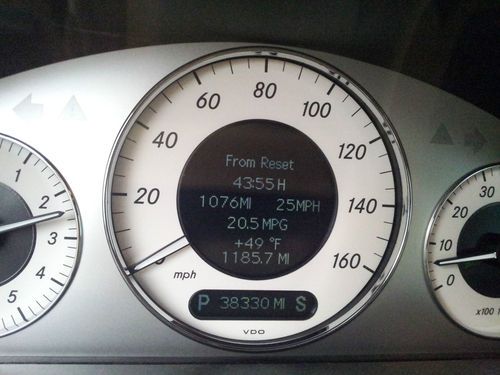 20
40
60
80
100
120
140
160
mph
From Reset
43:55 H
1076MI 25MPH
20.5 MPG
+49 °F
1185.7 MI
P 38330 MI S
VDO
1
2
3
4
5
30
20
10
0
x100